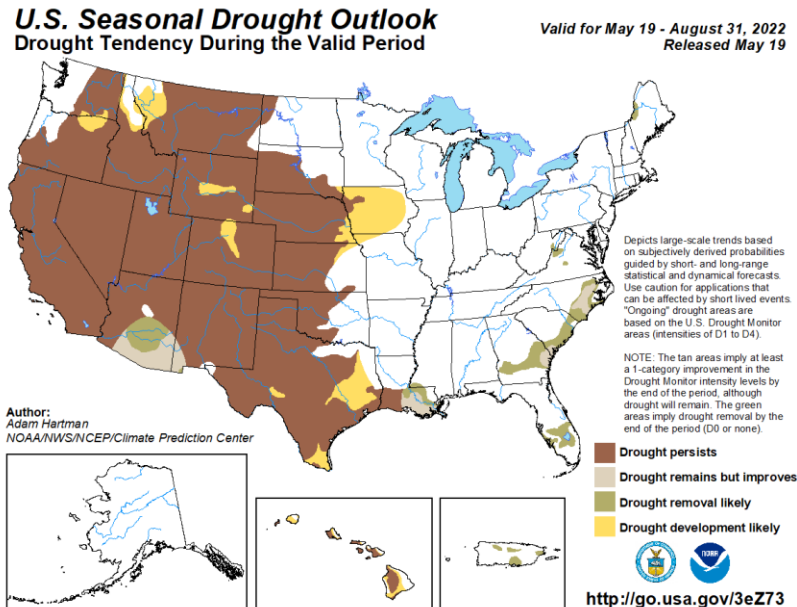 U.S. Seasonal Drought Outlook
Drought Tendency During the Valid Period
Valid for May 19 - August 31, 2022
Released May 19
Depicts large-scale trends based
on subjectively derived probabilities
guided by short- and long-range
statistical and dynamical forecasts.
Use caution for applications that
can be affected by short lived events.
"Ongoing" drought areas are
based on the U.S. Drought Monitor
areas (intensities of D1 to D4).
NOTE: The tan areas imply at least
a 1-category improvement in the
Drought Monitor intensity levels by
the end of the period, although
drought will remain. The green
areas imply drought removal by the
end of the period (D0 or none).
Author:
Adam Hartman
NOAA/NWS/NCEP/Climate Prediction Center
Drought persists
Drought remains but improves
Drought removal likely
Drought development likely
NOAA
http://go.usa.gov/3eZ73